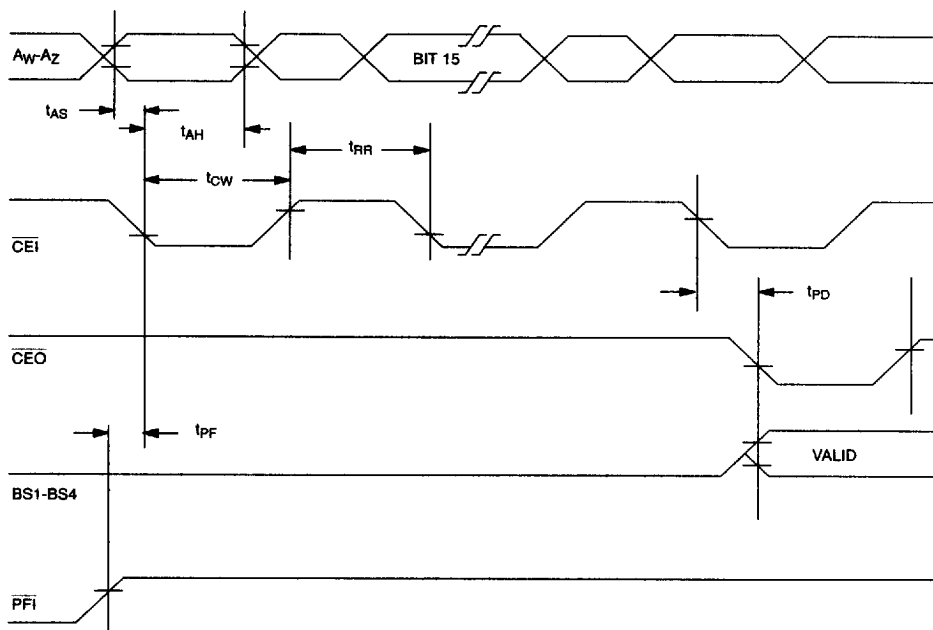 AW-AZ
BIT 15
tAS
tAH
tRR
tCW
CEI
tPD
CEO
tPF
VALID
BS1-BS4
PFI